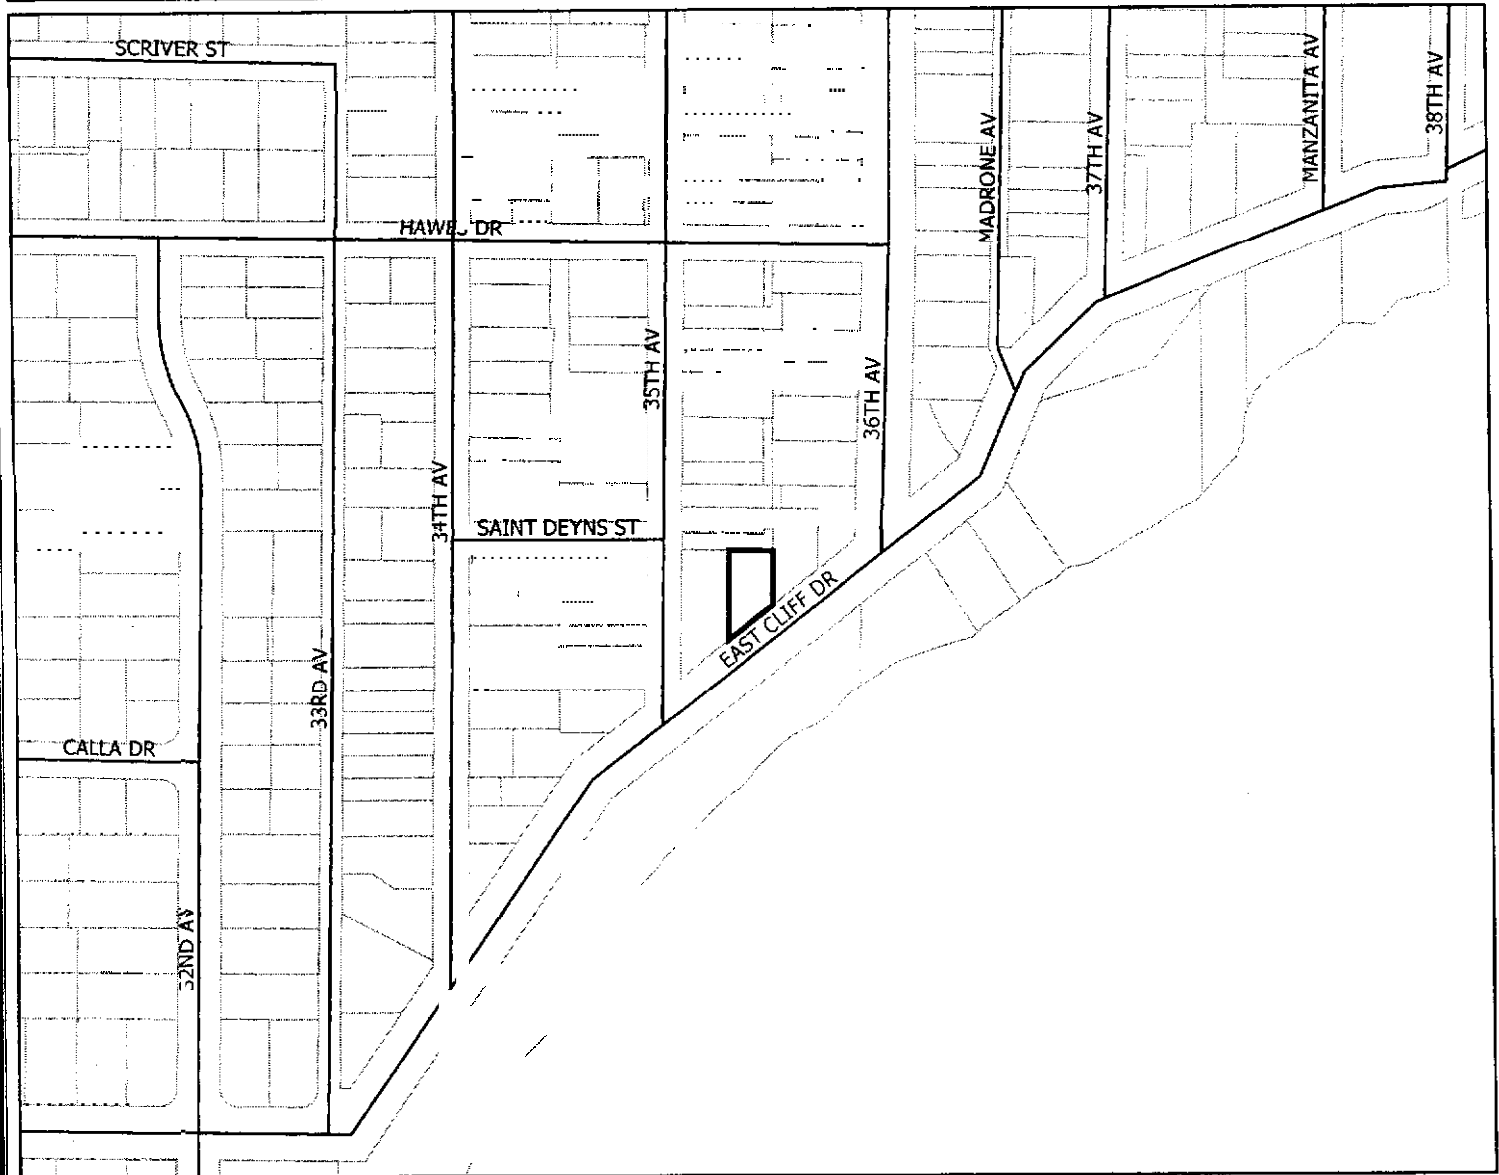 SCRIVER ST
MANZANITA AV
38TH AV
MADRONE AV
37TH AV
DR
35TH AV
36TH AV
34TH AV
SAINT DEYNS ST
EAST CLIFF DR
33RD AV
CALLA DR
32ND AV